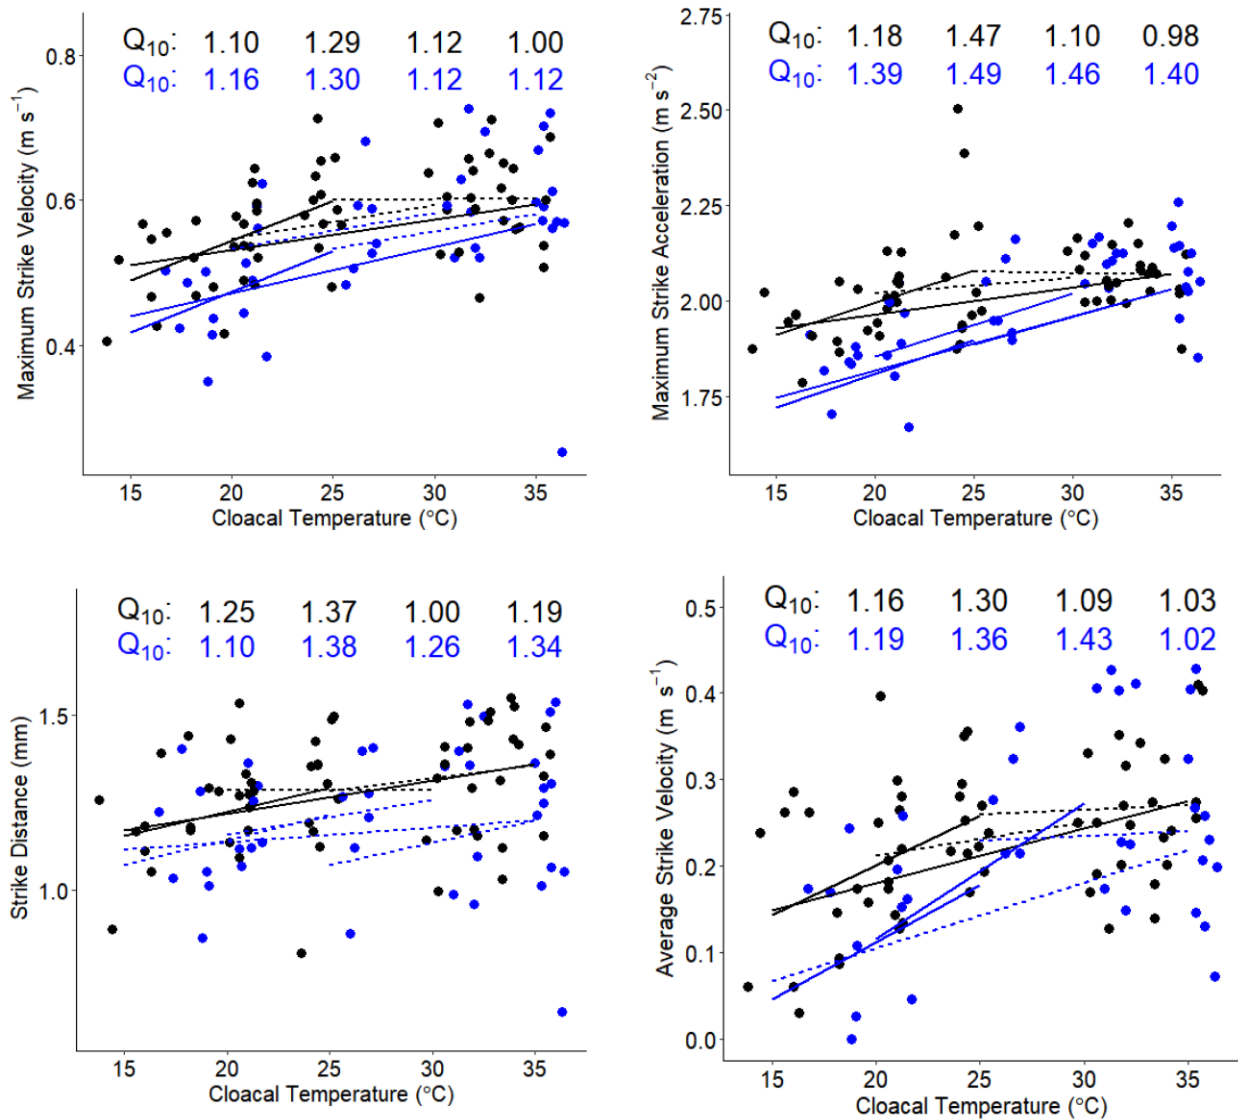 Q10: 1.10 1.29 1.12 1.00
Q10: 1.16 1.30 1.12 1.12
0.8
0.6
0.4
Maximum Strike Velocity (m s⁻¹)
15 20 25 30 35
Cloacal Temperature (°C)
Q10: 1.18 1.47 1.10 0.98
Q10: 1.39 1.49 1.46 1.40
2.75
2.50
2.25
2.00
1.75
Maximum Strike Acceleration (m s⁻²)
15 20 25 30 35
Cloacal Temperature (°C)
Q10: 1.25 1.37 1.00 1.19
Q10: 1.10 1.38 1.26 1.34
1.5
1.0
Strike Distance (mm)
15 20 25 30 35
Cloacal Temperature (°C)
Q10: 1.16 1.30 1.09 1.03
Q10: 1.19 1.36 1.43 1.02
0.5
0.4
0.3
0.2
0.1
0.0
Average Strike Velocity (m s⁻¹)
15 20 25 30 35
Cloacal Temperature (°C)